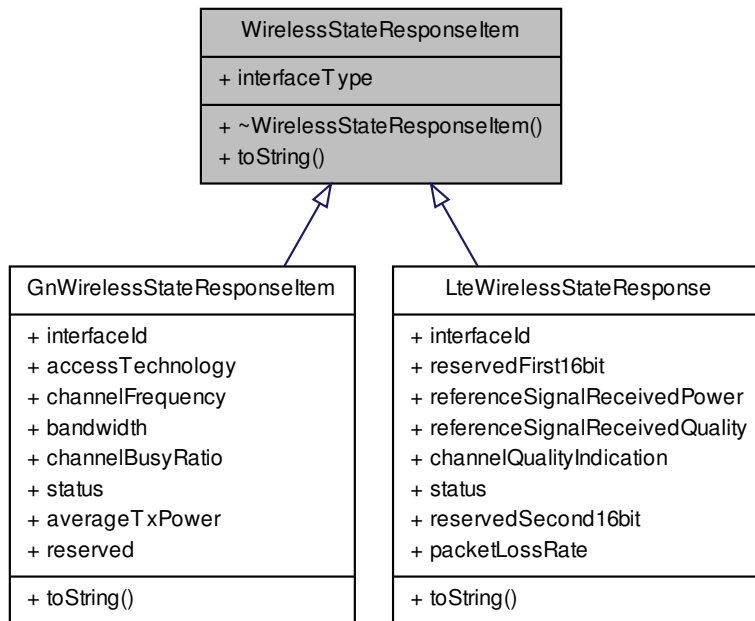 WirelessStateResponseItem
+ interfaceType
+ ~WirelessStateResponseItem()
+ toString()
GnWirelessStateResponseItem
+ interfaceId
+ accessTechnology
+ channelFrequency
+ bandwidth
+ channelBusyRatio
+ status
+ averageTxPower
+ reserved
+ toString()
LteWirelessStateResponse
+ interfaceId
+ reservedFirst16bit
+ referenceSignalReceivedPower
+ referenceSignalReceivedQuality
+ channelQualityIndication
+ status
+ reservedSecond16bit
+ packetLossRate
+ toString()